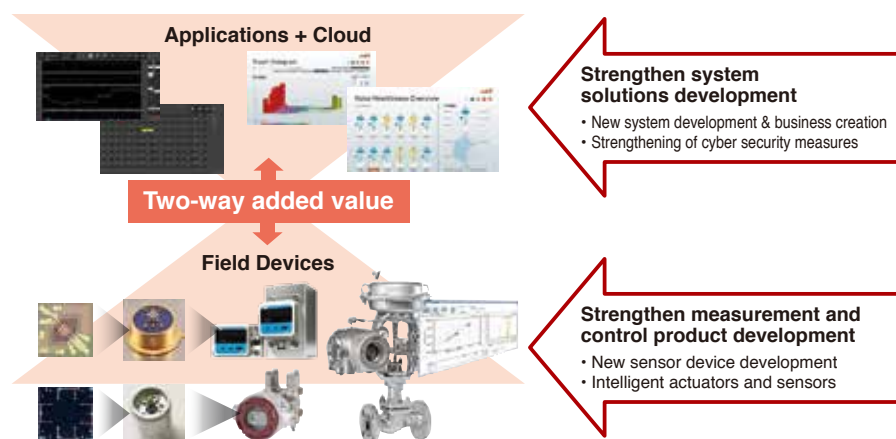 Applications + Cloud
Two-way added value
Field Devices
Strengthen system
solutions development
• New system development & business creation
• Strengthening of cyber security measures
Strengthen measurement and
control product development
• New sensor device development
• Intelligent actuators and sensors